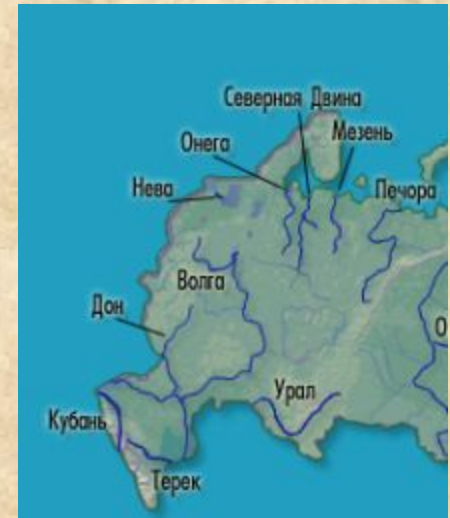 Северная Двина
Мезень
Онега
Нева
Печора
Волга
Дон
О
Урал
Кубань
Терек